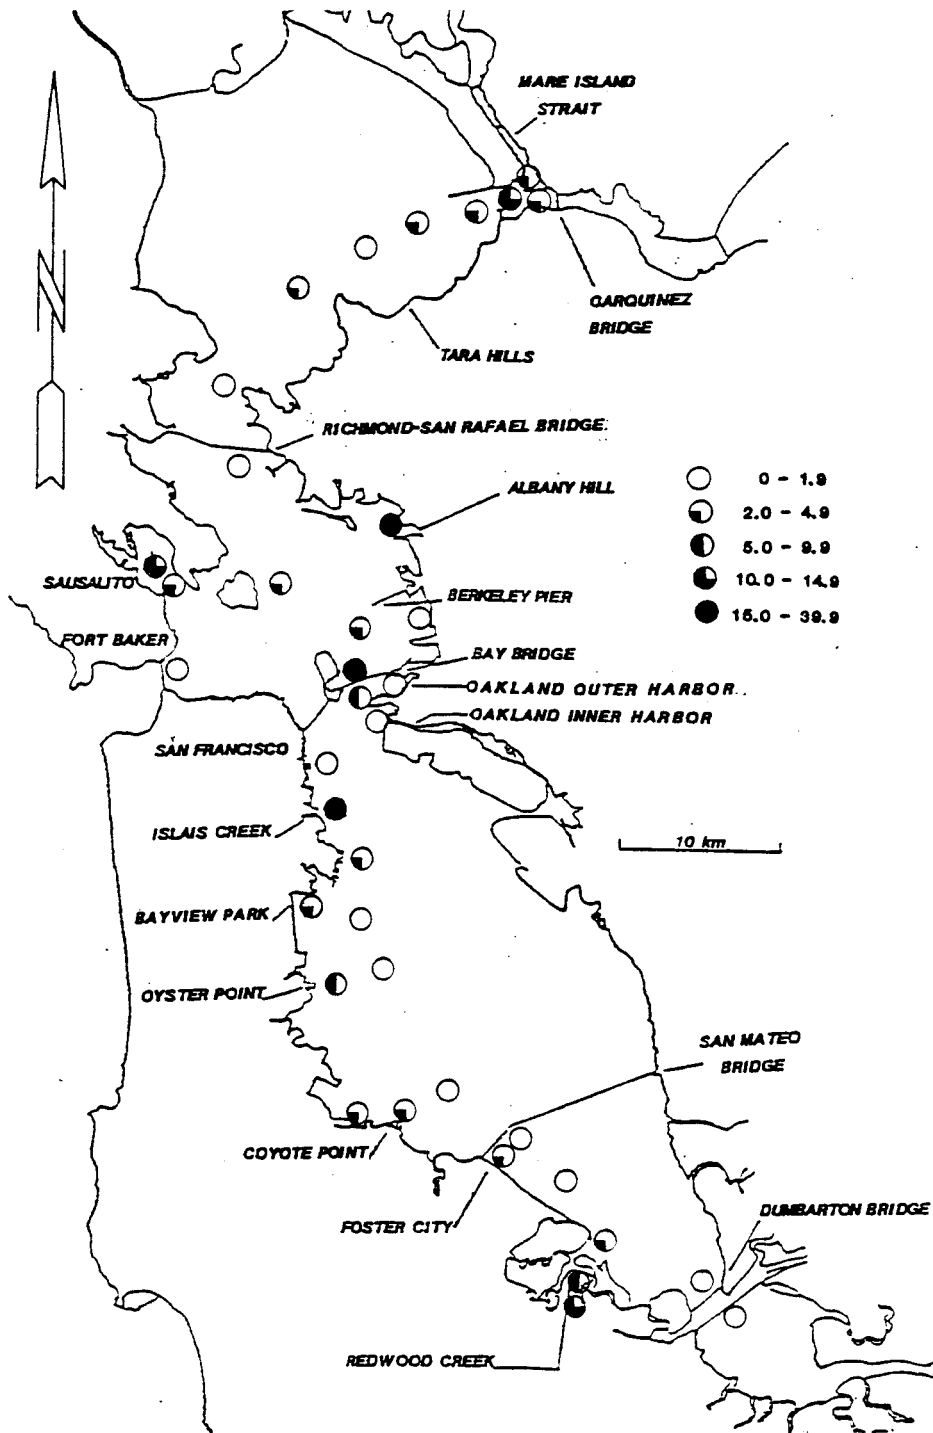 MARE ISLAND
STRAIT
CARQUINEZ
BRIDGE
TARA HILLS
N
RICHMOND-SAN RAFAEL BRIDGE.
ALBANY HILL
0 - 1.9
2.0 - 4.9
5.0 - 9.9
10.0 - 14.9
15.0 - 39.9
SAUSALITO
BERKELEY PIER
FORT BAKER
BAY BRIDGE
OAKLAND OUTER HARBOR..
OAKLAND INNER HARBOR
SAN FRANCISCO
ISLAIS CREEK
10 km
BAYVIEW PARK
OYSTER POINT
SAN MATEO
BRIDGE
COYOTE POINT
FOSTER CITY
DUMBARTON BRIDGE
REDWOOD CREEK